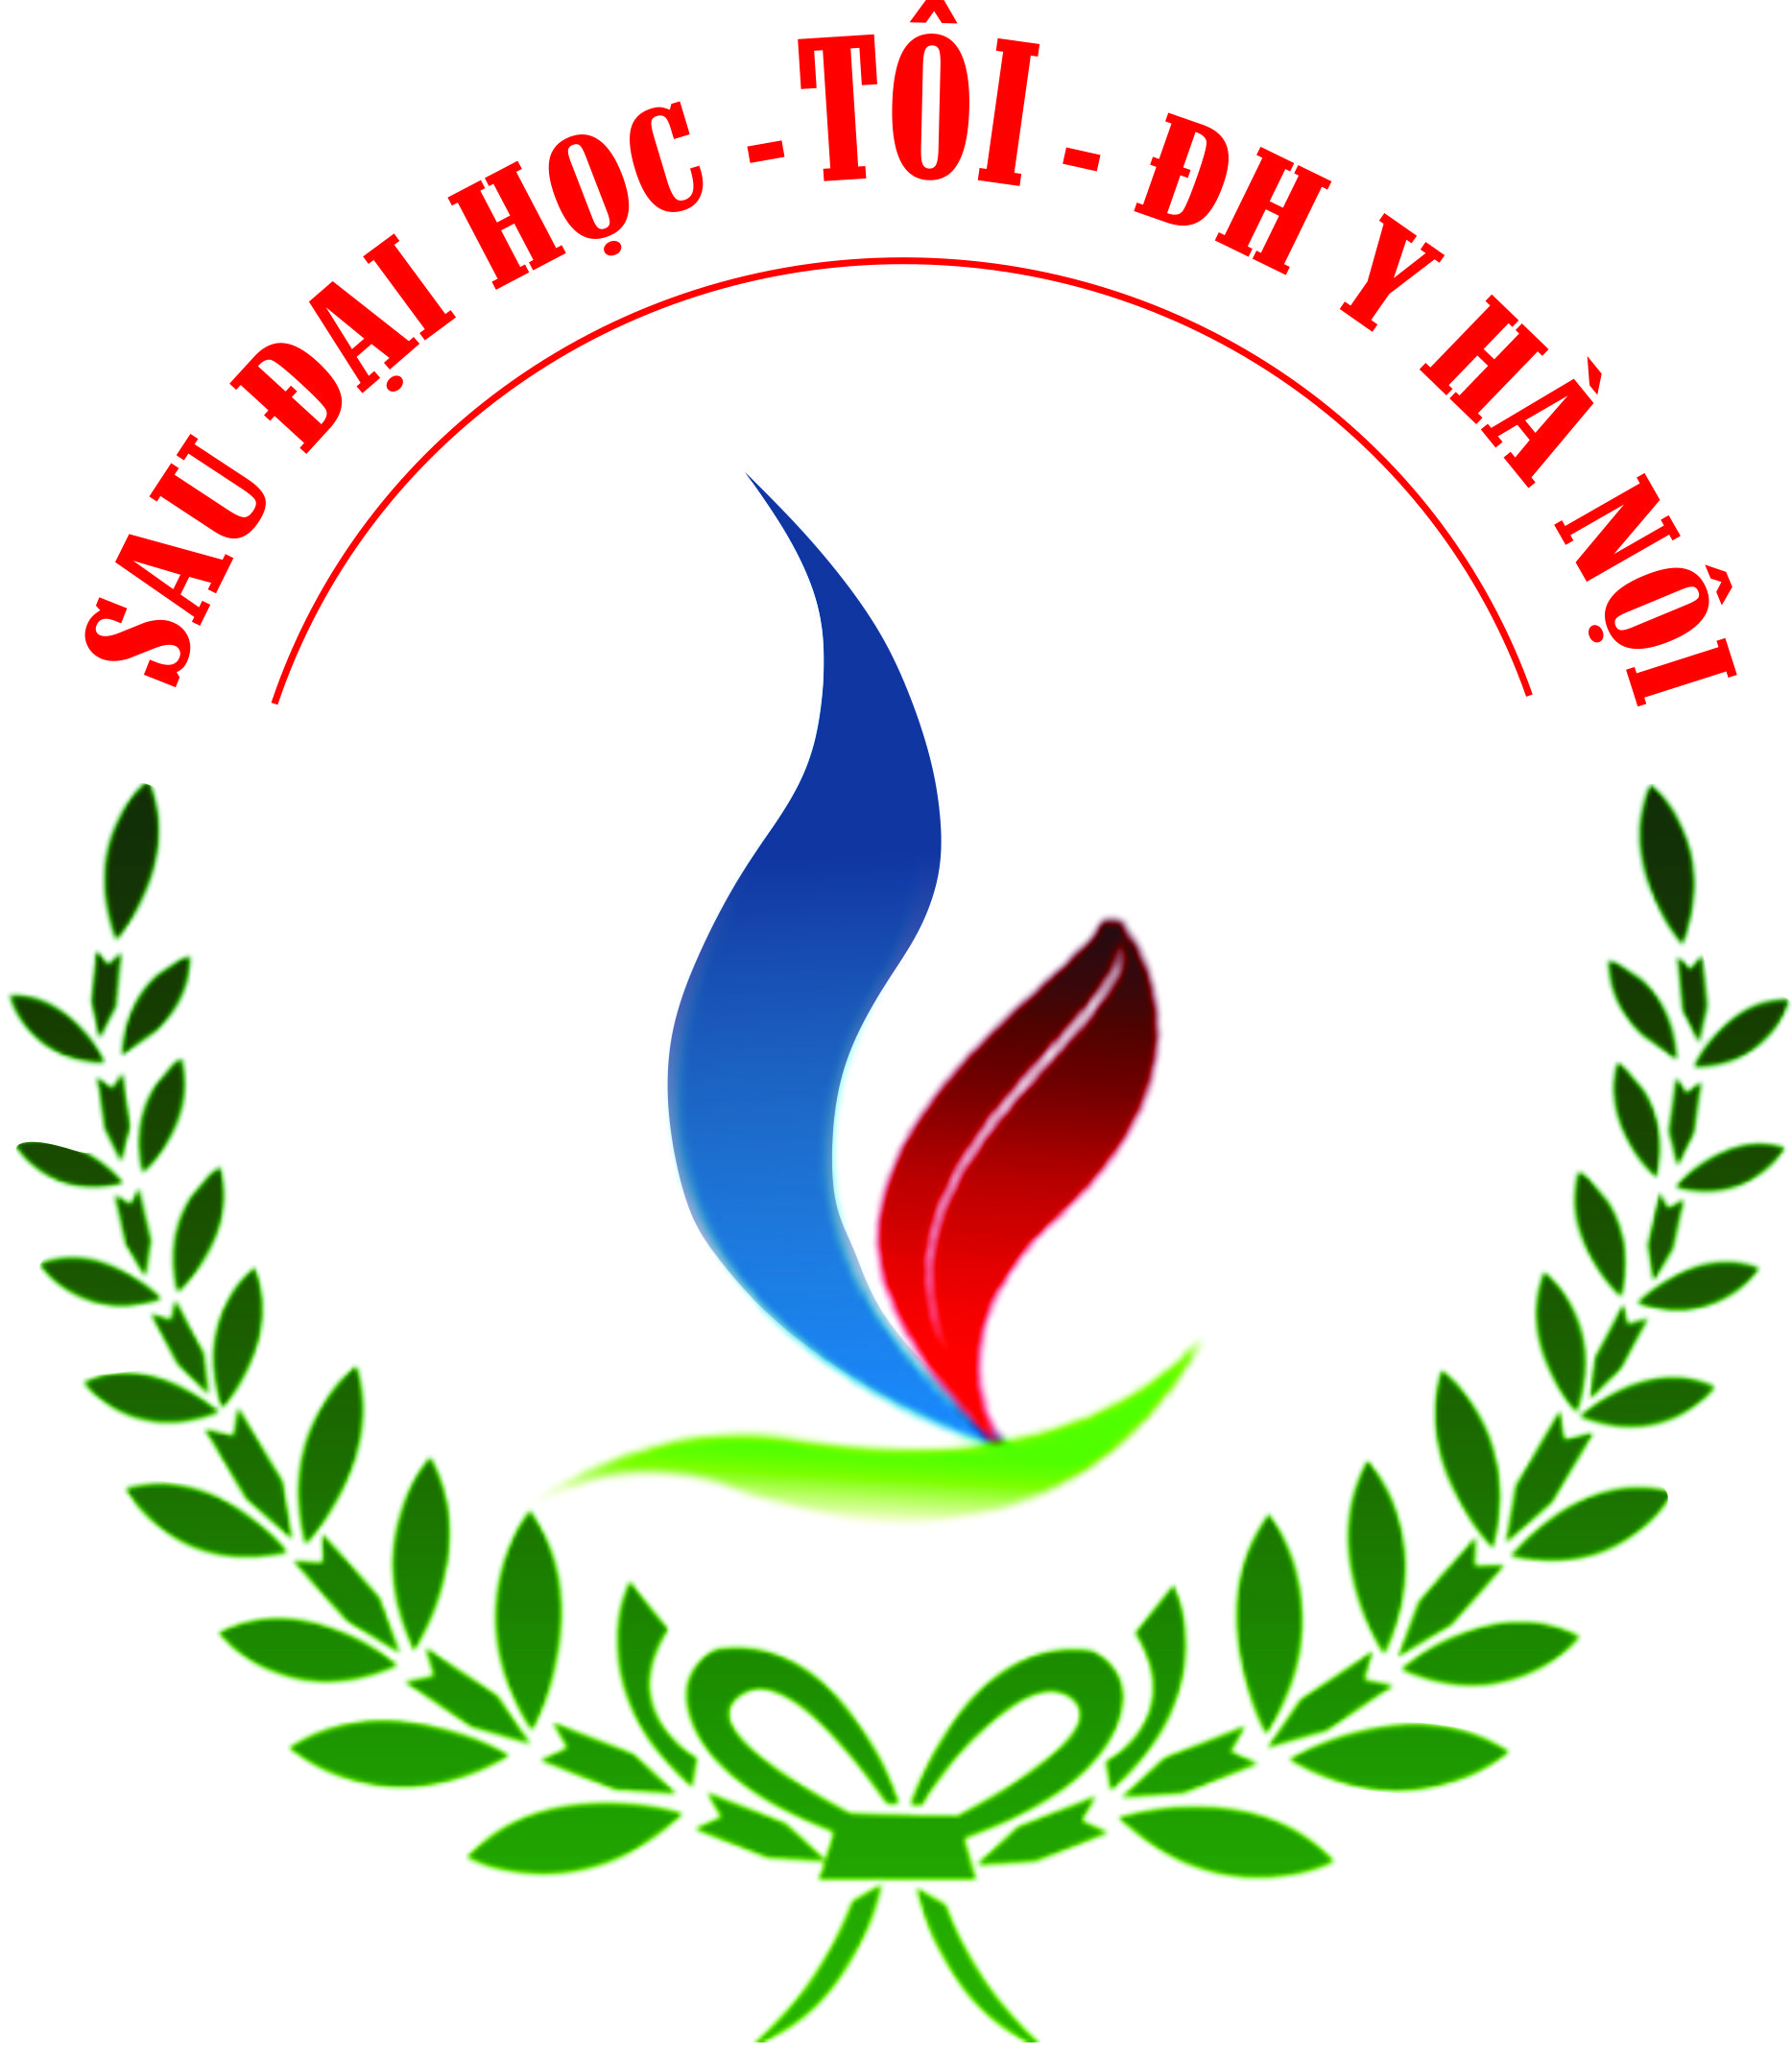 SAU ĐẠI HỌC - TÔI - ĐH Y HÀ NỘI